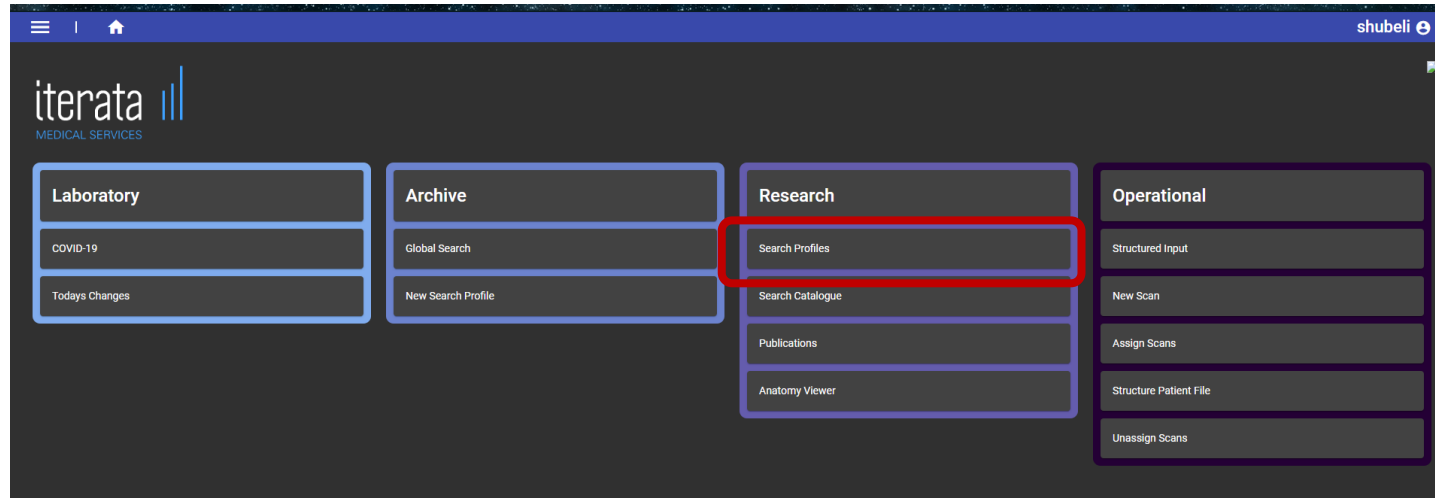 shubeli
iterata
MEDICAL SERVICES
Laboratory
COVID-19
Todays Changes
Archive
Global Search
New Search Profile
Research
Search Profiles
Search Catalogue
Publications
Anatomy Viewer
Operational
Structured Input
New Scan
Assign Scans
Structure Patient File
Unassign Scans